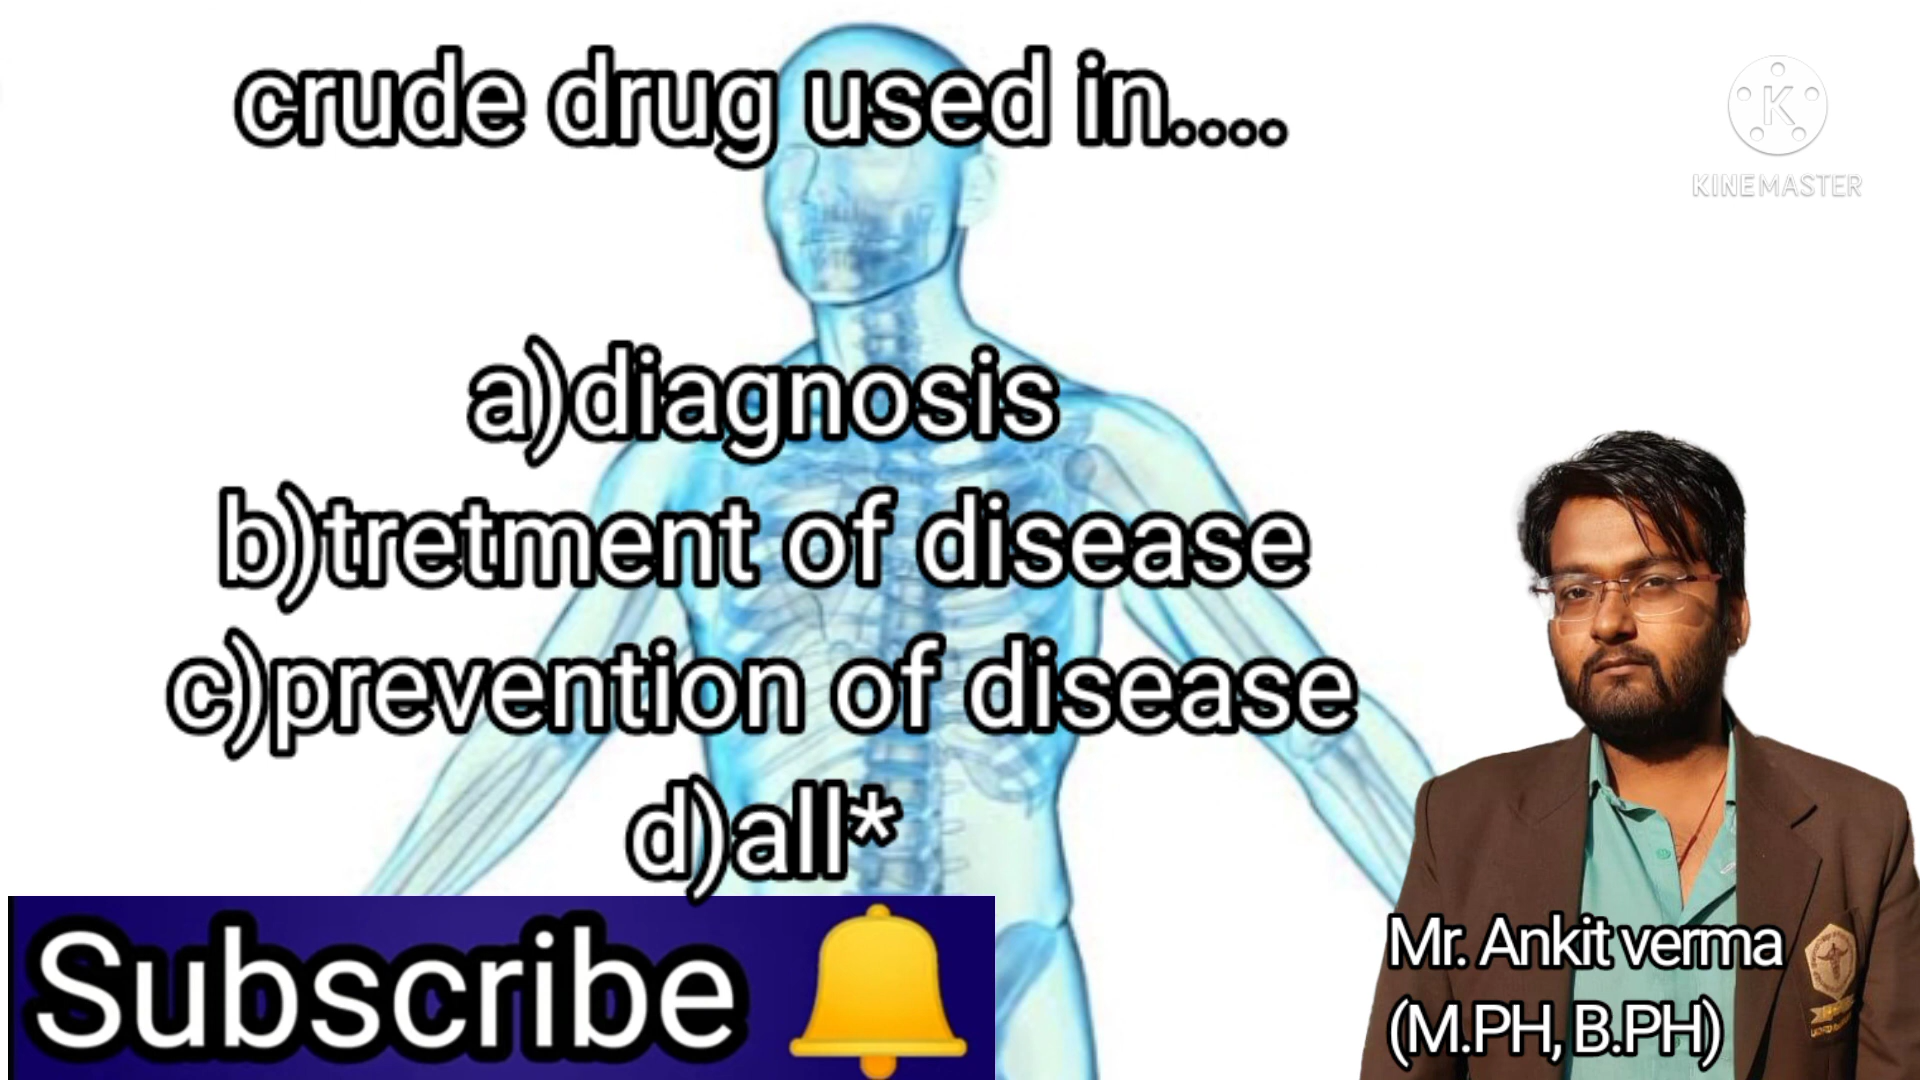 crude drug used in....
K
KINEMASTER
a)diagnosis
b)tretment of disease
c)prevention of disease
d)all*
Subscribe
Mr. Ankit verma
(M.PH, B.PH)